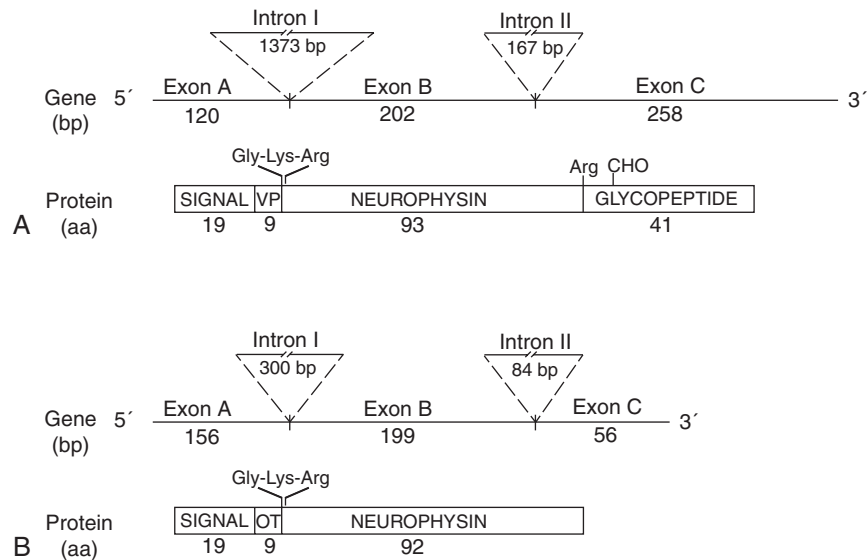 Intron I
Intron II
1373 bp
167 bp
Exon A
Exon B
Exon C
Gene 5´ 3´
(bp)
120
202
258
Gly-Lys-Arg
Arg CHO
Protein
(aa)
SIGNAL VP NEUROPHYSIN GLYCOPEPTIDE
A
19 9 93 41
Intron I
Intron II
300 bp
84 bp
Exon A
Exon B
Exon C
Gene 5´ 3´
(bp)
156
199
56
Gly-Lys-Arg
Protein
(aa)
SIGNAL OT NEUROPHYSIN
B
19 9 92